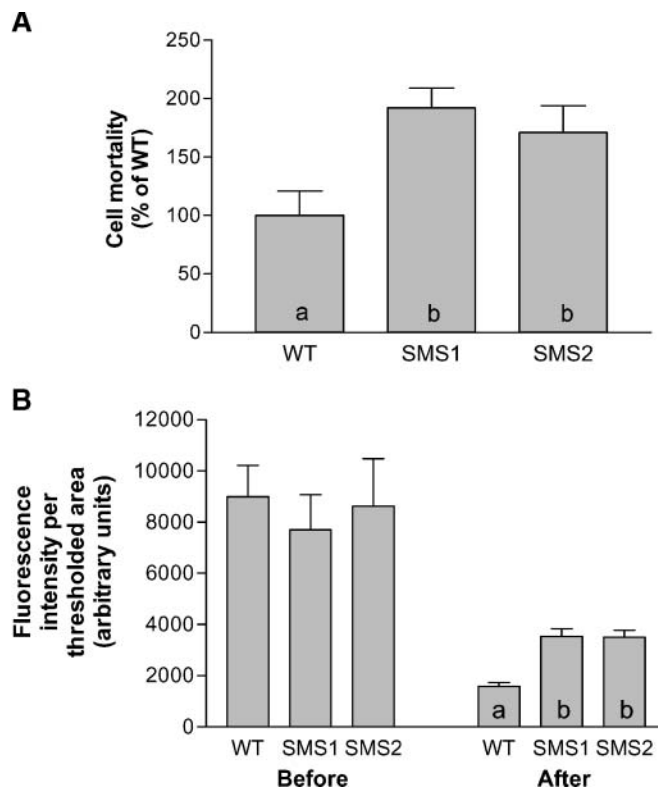 A
250
200
150
100
50
0
Cell mortality
(% of WT)
a
b
b
WT
SMS1
SMS2
B
12000
10000
8000
6000
4000
2000
0
Fluorescence
intensity per
thresholded area
(arbitrary units)
a
b
b
WT SMS1 SMS2
WT SMS1 SMS2
Before
After